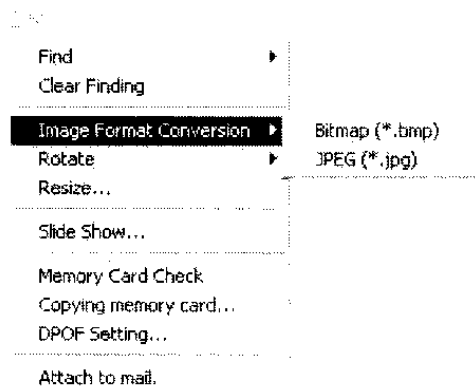 Find
Clear Finding
Image Format Conversion
Bitmap (*.bmp)
Rotate
JPEG (*.jpg)
Resize...
Slide Show...
Memory Card Check
Copying memory card...
DPOF Setting...
Attach to mail.